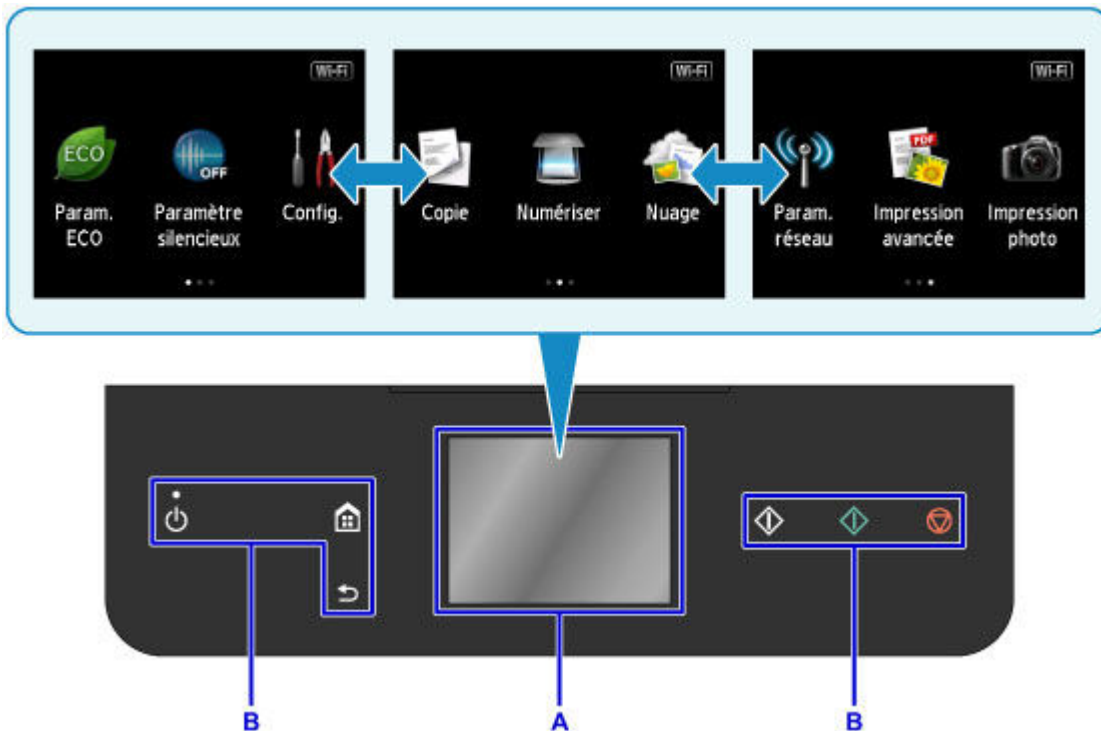 Wi-Fi
ECO
OFF
Param.
ECO
Paramètre
silencieux
Config.
Wi-Fi
Copie
Numériser
Nuage
Wi-Fi
PDF
Param.
réseau
Impression
avancée
Impression
photo
B
A
B